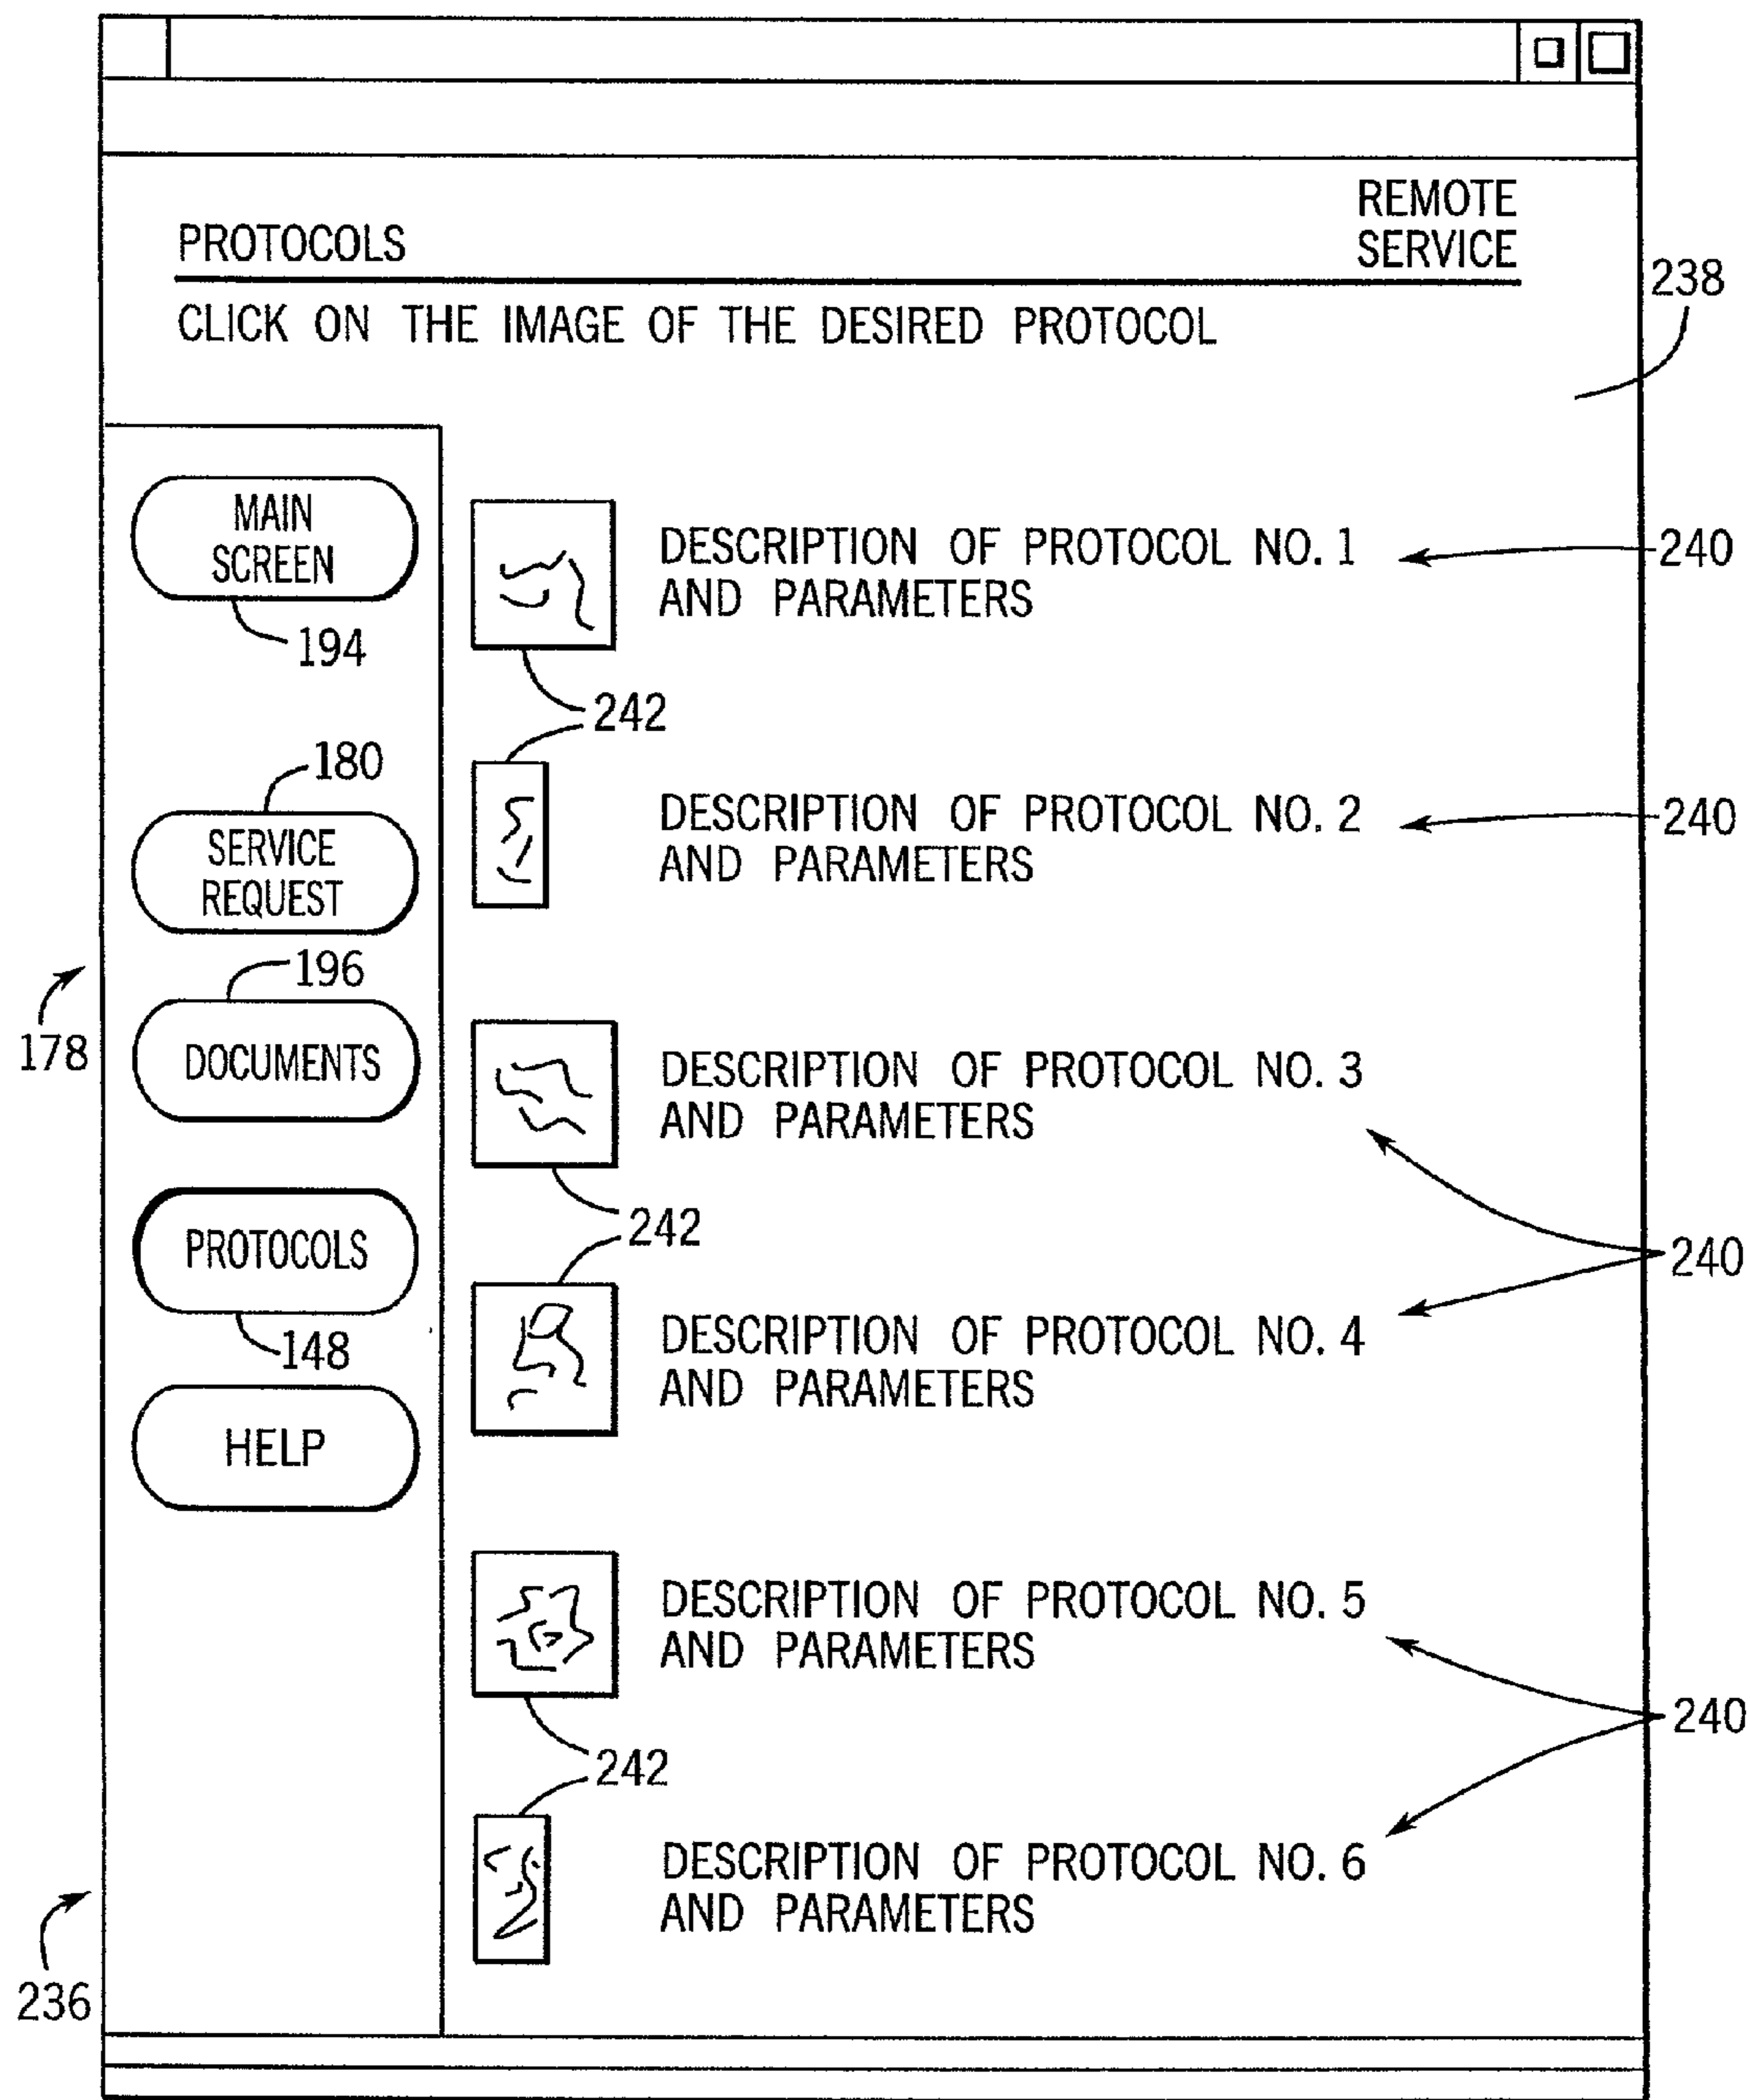 REMOTE
SERVICE
PROTOCOLS
238
CLICK ON THE IMAGE OF THE DESIRED PROTOCOL
MAIN
SCREEN
194
DESCRIPTION OF PROTOCOL NO. 1
AND PARAMETERS
240
242
180
SERVICE
REQUEST
DESCRIPTION OF PROTOCOL NO. 2
AND PARAMETERS
240
196
178
DOCUMENTS
DESCRIPTION OF PROTOCOL NO. 3
AND PARAMETERS
242
240
PROTOCOLS
148
DESCRIPTION OF PROTOCOL NO. 4
AND PARAMETERS
HELP
DESCRIPTION OF PROTOCOL NO. 5
AND PARAMETERS
240
242
DESCRIPTION OF PROTOCOL NO. 6
AND PARAMETERS
236